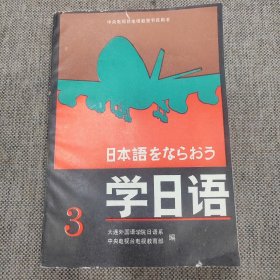 中央电视台电视教学节目用书
日本語をならおう
学日语
3
大连外国语学院日语系
中央电视台电视教育部
编